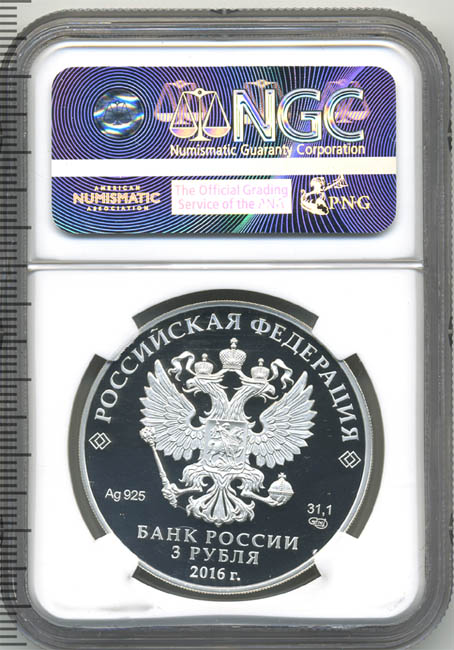 NGC
Numismatic Guaranty Corporation
AMERICAN
NUMISMATIC
ASSOCIATION
The Official Grading
Service of the PNG
PNG
РОССИЙСКАЯ ФЕДЕРАЦИЯ
Ag 925
31,1
БАНК РОССИИ
3 РУБЛЯ
2016 г.